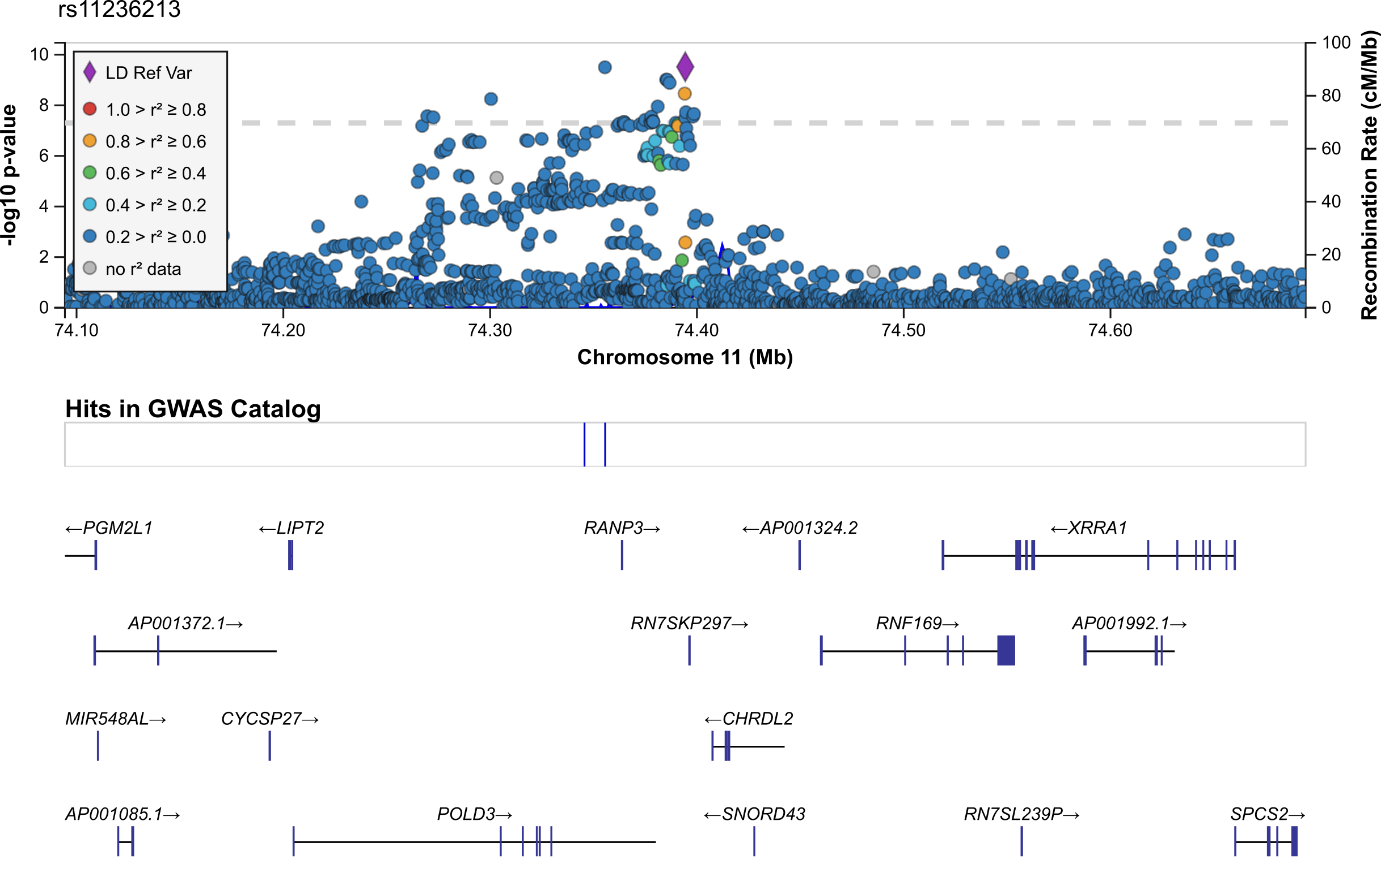 rs11236213
10
8
6
4
2
0
-log10 p-value
100
80
60
40
20
0
Recombination Rate (cM/Mb)
LD Ref Var
1.0 > r² ≥ 0.8
0.8 > r² ≥ 0.6
0.6 > r² ≥ 0.4
0.4 > r² ≥ 0.2
0.2 > r² ≥ 0.0
no r² data
74.10 74.20 74.30 74.40 74.50 74.60
Chromosome 11 (Mb)
Hits in GWAS Catalog
←PGM2L1 ←LIPT2 RANP3→ ←AP001324.2 ←XRRA1
AP001372.1→ RN7SKP297→ RNF169→ AP001992.1→
MIR548AL→ CYCSP27→ ←CHRDL2
AP001085.1→ POLD3→ ←SNORD43 RN7SL239P→ SPCS2→